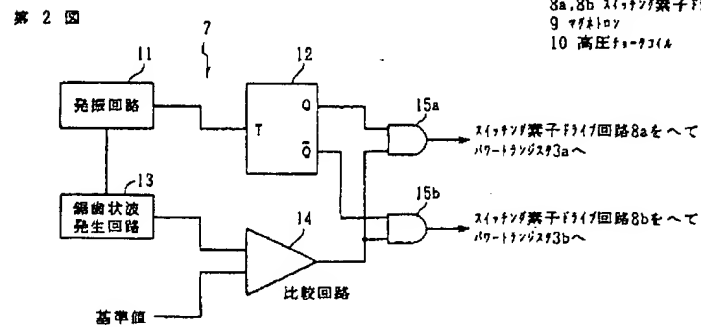 8a,8b スイッチング素子ド
9 マグネトロン
10 高圧チョークコイル
第 2 図
7
11
発振回路
12
T
Q
Q̅
13
鋸歯状波
発生回路
14
比較回路
基準値
15a
スイッチング素子ドライブ回路8aをへて
パワートランジスタ3aへ
15b
スイッチング素子ドライブ回路8bをへて
パワートランジスタ3bへ